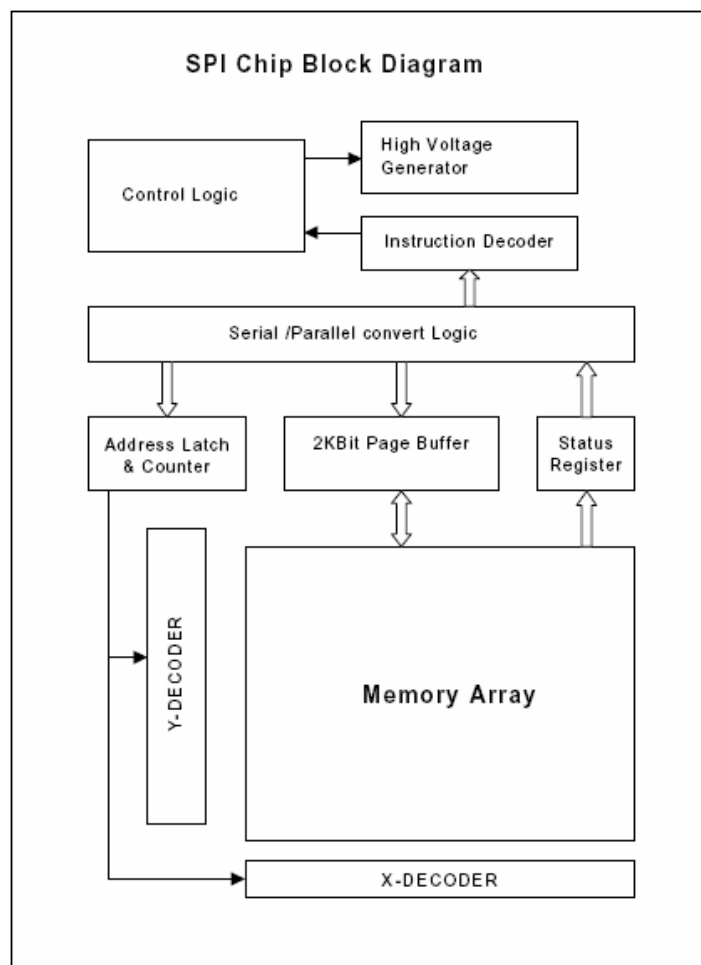 SPI Chip Block Diagram
High Voltage
Generator
Control Logic
Instruction Decoder
Serial /Parallel convert Logic
Address Latch
& Counter
2KBit Page Buffer
Status
Register
Y-DECODER
Memory Array
X-DECODER